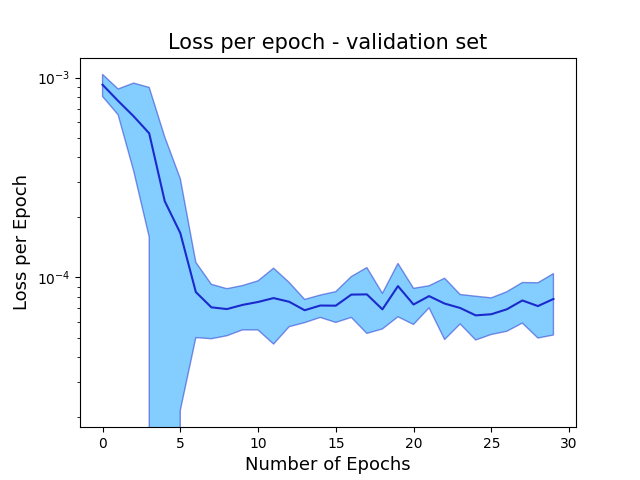 Loss per epoch - validation set
10⁻³
10⁻⁴
Loss per Epoch
0 5 10 15 20 25 30
Number of Epochs